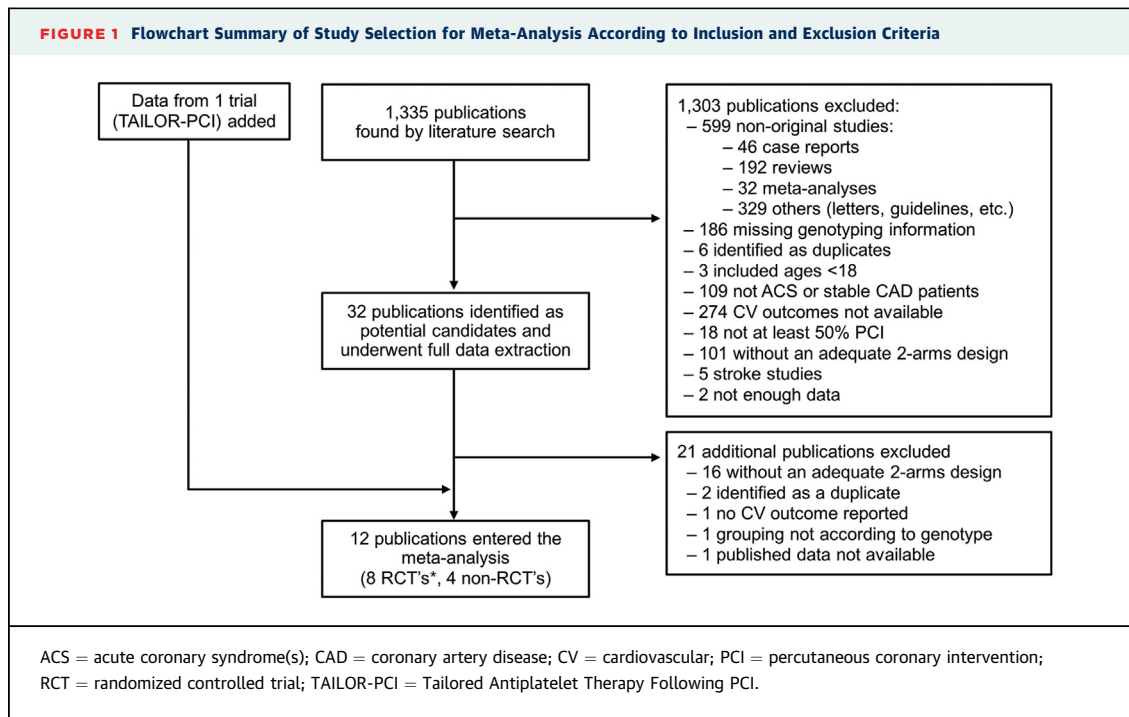 FIGURE 1 Flowchart Summary of Study Selection for Meta-Analysis According to Inclusion and Exclusion Criteria
Data from 1 trial
(TAILOR-PCI) added
1,335 publications
found by literature search
1,303 publications excluded:
– 599 non-original studies:
– 46 case reports
– 192 reviews
– 32 meta-analyses
– 329 others (letters, guidelines, etc.)
– 186 missing genotyping information
– 6 identified as duplicates
– 3 included ages <18
– 109 not ACS or stable CAD patients
– 274 CV outcomes not available
– 18 not at least 50% PCI
– 101 without an adequate 2-arms design
– 5 stroke studies
– 2 not enough data
32 publications identified as
potential candidates and
underwent full data extraction
21 additional publications excluded
– 16 without an adequate 2-arms design
– 2 identified as a duplicate
– 1 no CV outcome reported
– 1 grouping not according to genotype
– 1 published data not available
12 publications entered the
meta-analysis
(8 RCT's*, 4 non-RCT's)
ACS = acute coronary syndrome(s); CAD = coronary artery disease; CV = cardiovascular; PCI = percutaneous coronary intervention;
RCT = randomized controlled trial; TAILOR-PCI = Tailored Antiplatelet Therapy Following PCI.